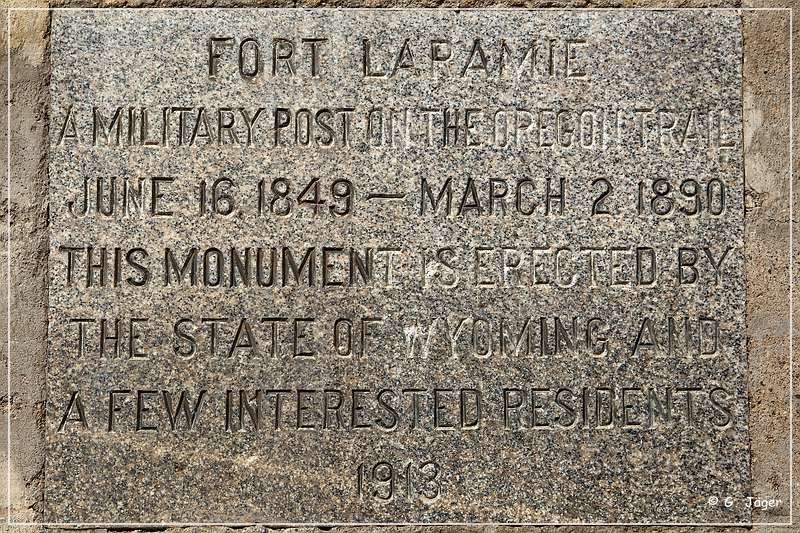 FORT LARAMIE
A MILITARY POST ON THE OREGON TRAIL
JUNE 16, 1849 — MARCH 2, 1890
THIS MONUMENT IS ERECTED BY
THE STATE OF WYOMING AND
A FEW INTERESTED RESIDENTS
1913
© G. Jäger